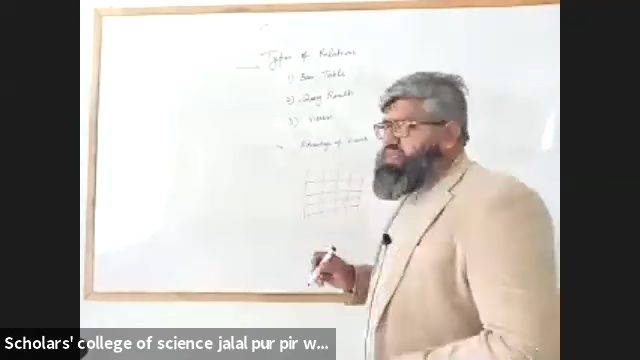 Types of Relations
1) Base Table
2) Query Result
3) Views
Advantage of Views
Scholars' college of science jalal pur pir w...